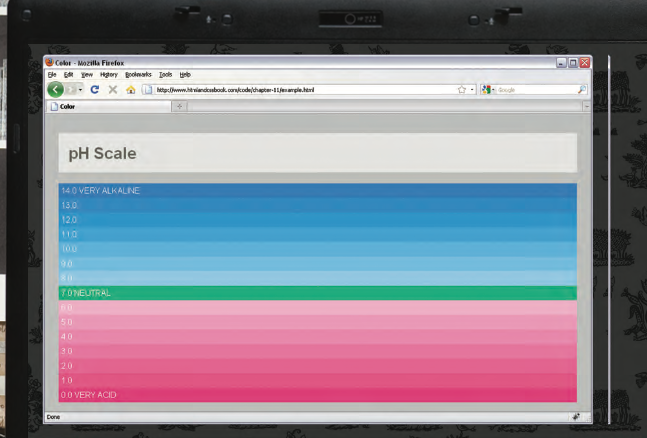 Color - Mozilla Firefox
File Edit View History Bookmarks Tools Help
http://www.htmlandcssbook.com/code/chapter-11/example.html
Google
Color
pH Scale
14.0 VERY ALKALINE
13.0
12.0
11.0
10.0
9.0
8.0
7.0 NEUTRAL
6.0
5.0
4.0
3.0
2.0
1.0
0.0 VERY ACID
Done